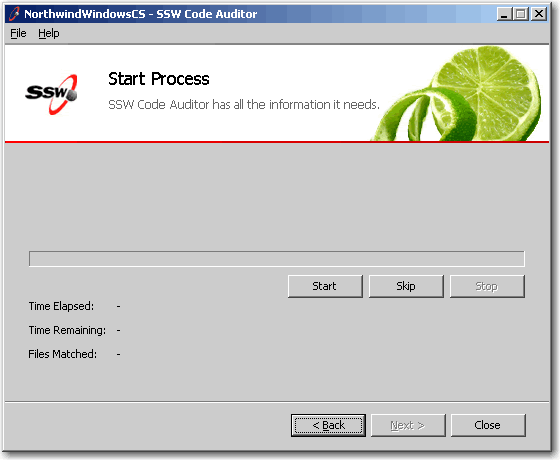 NorthwindWindowsCS - SSW Code Auditor
File Help
Start Process
SSW
SSW Code Auditor has all the information it needs.
Start Skip Stop
Time Elapsed: -
Time Remaining: -
Files Matched: -
< Back Next > Close